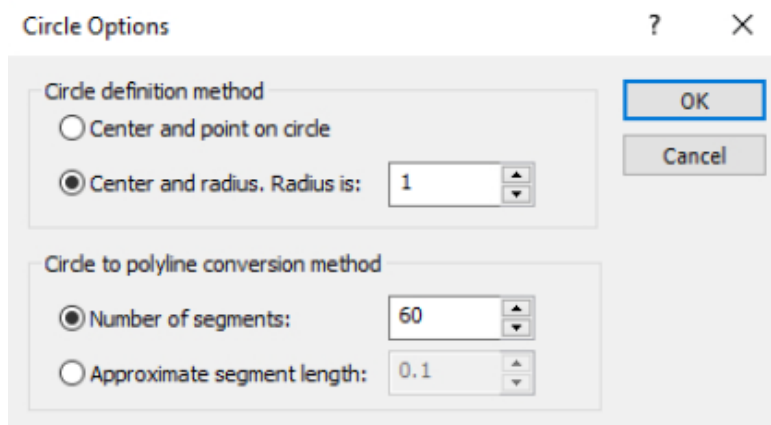 Circle Options ? X
Circle definition method
OK
Center and point on circle
Cancel
Center and radius. Radius is: 1
Circle to polyline conversion method
Number of segments: 60
Approximate segment length: 0.1